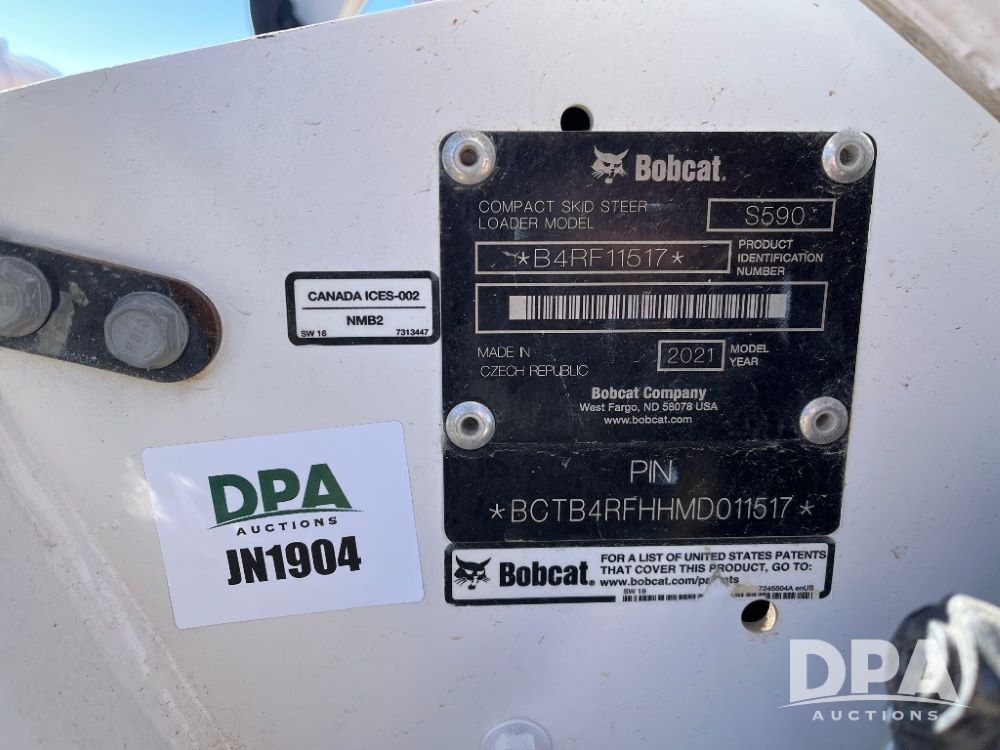 Bobcat.
COMPACT SKID STEER
LOADER MODEL
S590
*B4RF11517*
PRODUCT
IDENTIFICATION
NUMBER
MADE IN
CZECH REPUBLIC
2021
MODEL
YEAR
Bobcat Company
West Fargo, ND 58078 USA
www.bobcat.com
PIN
*BCTB4RFHHMD011517*
CANADA ICES-002
NMB2
SW 16 7313447
DPA
AUCTIONS
JN1904
Bobcat.
FOR A LIST OF UNITED STATES PATENTS
THAT COVER THIS PRODUCT, GO TO:
www.bobcat.com/patents
SW 19 7245504A enUS
DPA
AUCTIONS